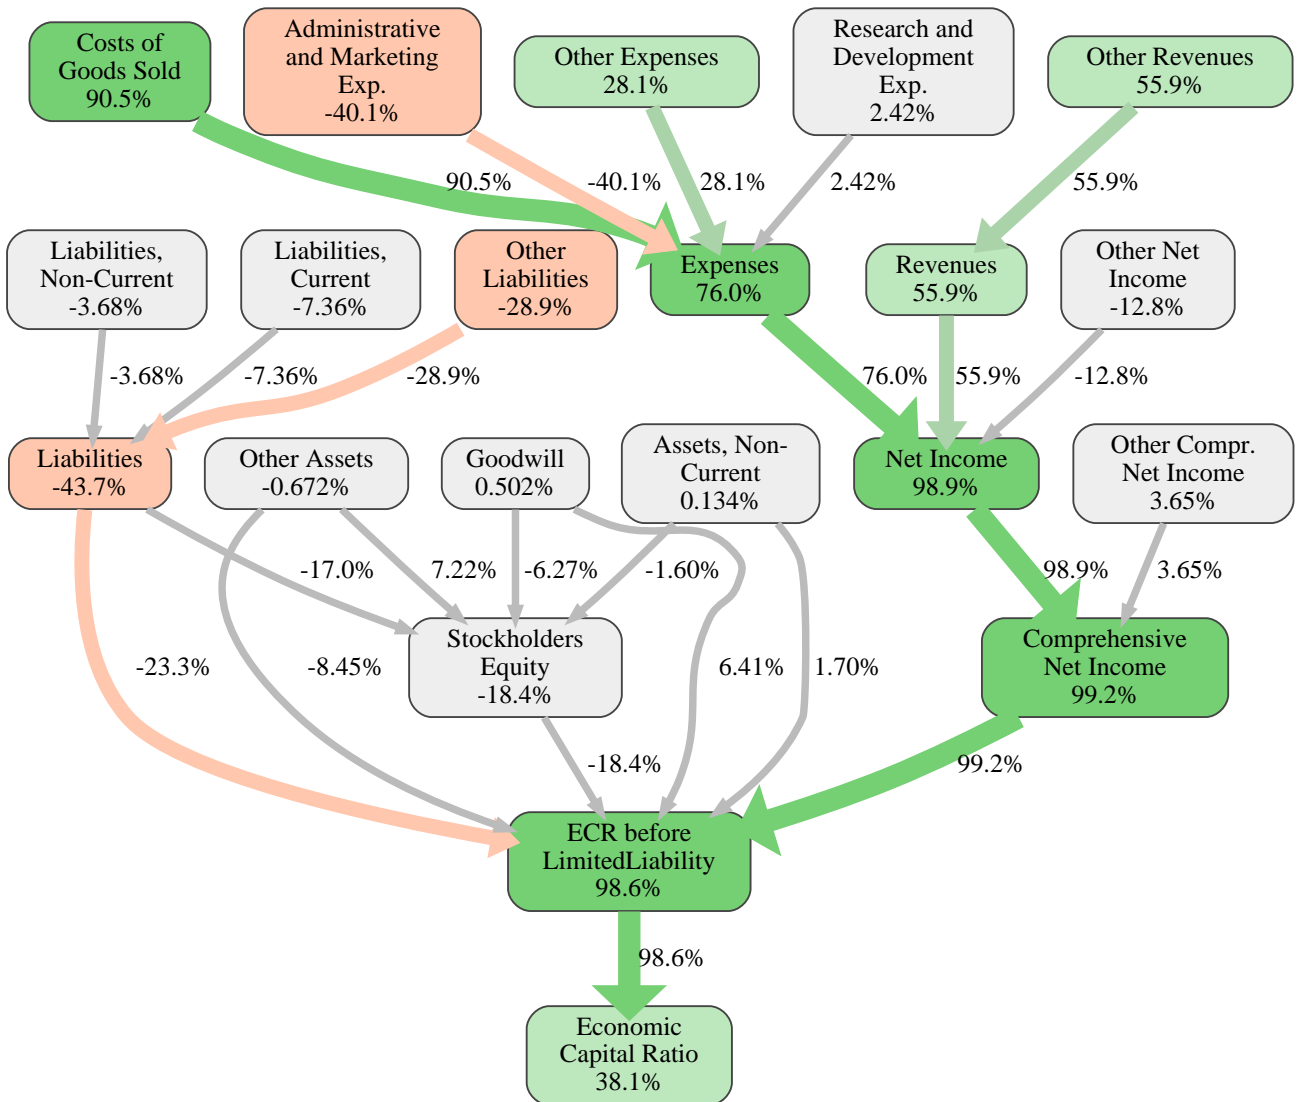 Costs of
Goods Sold
90.5%
Administrative
and Marketing
Exp.
-40.1%
Other Expenses
28.1%
Research and
Development
Exp.
2.42%
Other Revenues
55.9%
90.5%
-40.1%
28.1%
2.42%
55.9%
Liabilities,
Non-Current
-3.68%
Liabilities,
Current
-7.36%
Other
Liabilities
-28.9%
Expenses
76.0%
Revenues
55.9%
Other Net
Income
-12.8%
-3.68%
-7.36%
-28.9%
76.0%
55.9%
-12.8%
Liabilities
-43.7%
Other Assets
-0.672%
Goodwill
0.502%
Assets, Non-
Current
0.134%
Net Income
98.9%
Other Compr.
Net Income
3.65%
-17.0%
7.22%
-6.27%
-1.60%
98.9%
3.65%
-23.3%
-8.45%
Stockholders
Equity
-18.4%
6.41%
1.70%
Comprehensive
Net Income
99.2%
-18.4%
99.2%
ECR before
LimitedLiability
98.6%
98.6%
Economic
Capital Ratio
38.1%